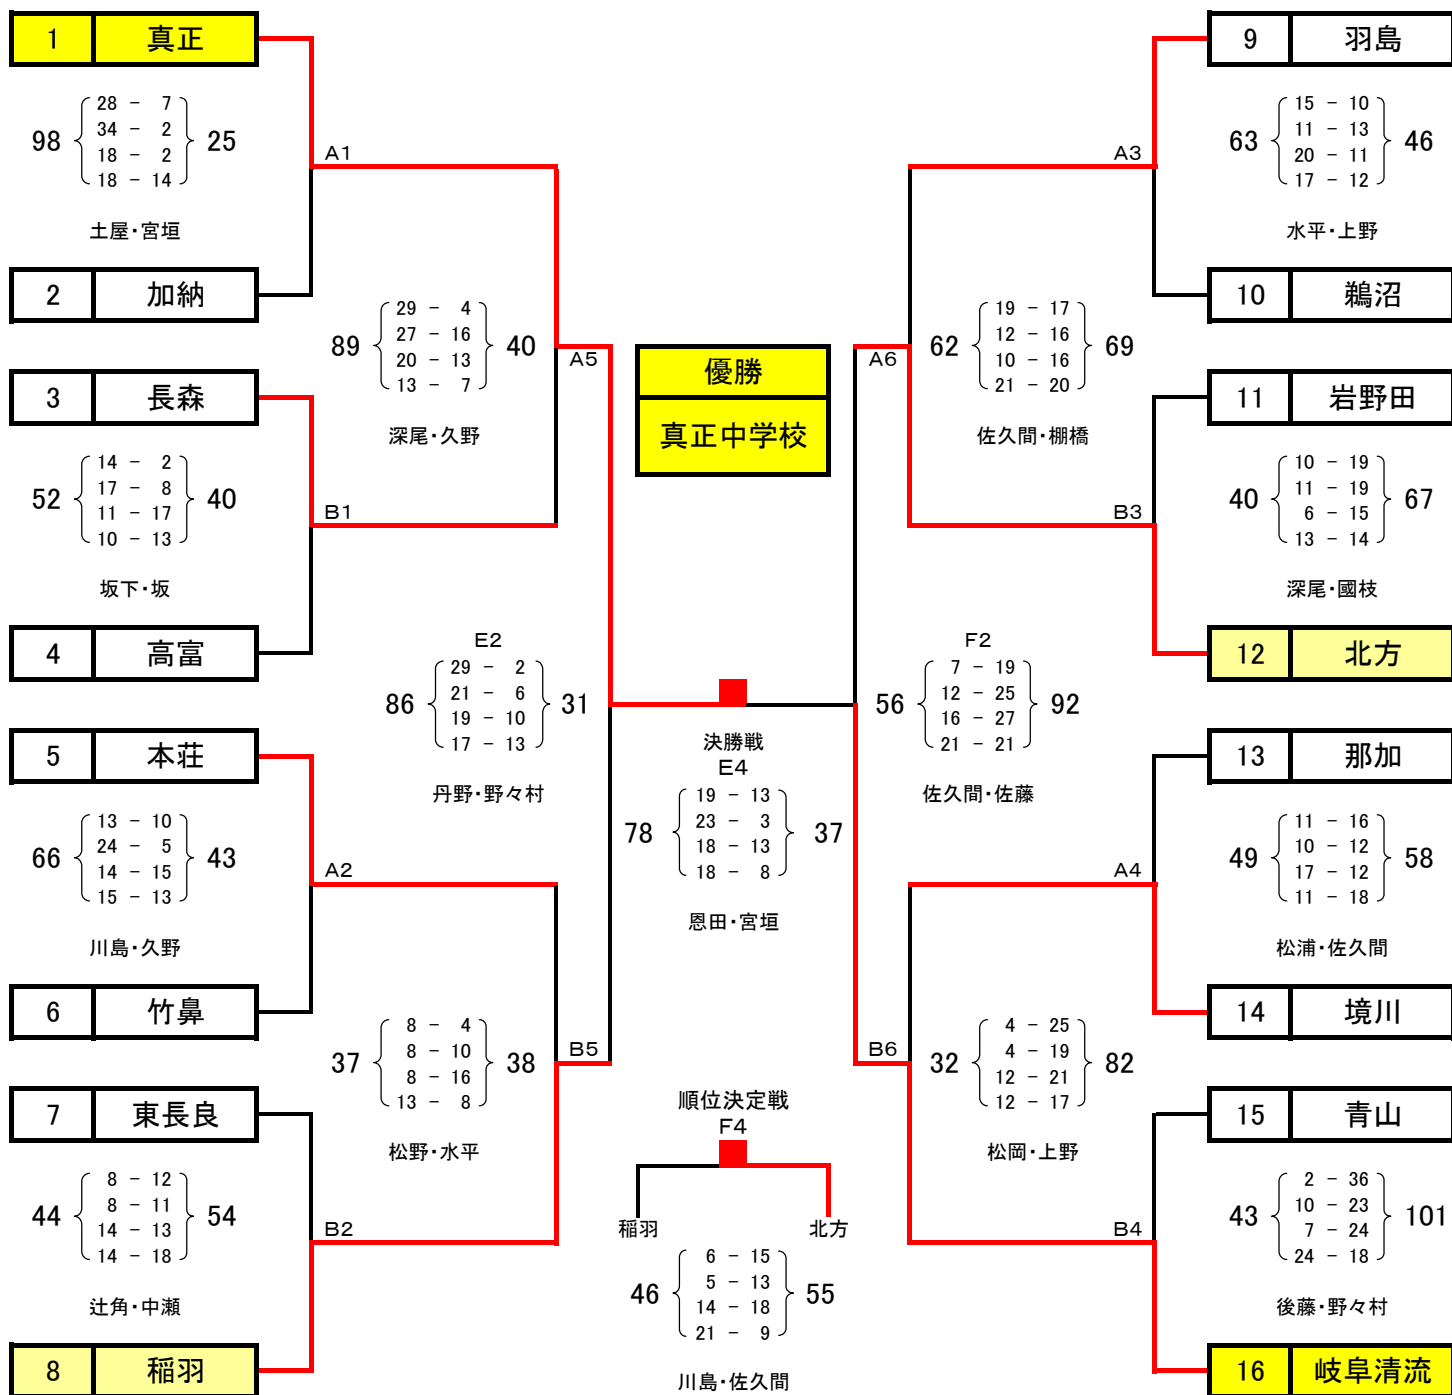 1 真正
98 28 - 7 25
34 - 2
18 - 2
18 - 14
土屋・宮垣
A1
2 加納
3 長森
52 14 - 2 40
17 - 8
11 - 17
10 - 13
坂下・坂
B1
4 高富
89 29 - 4 40
27 - 16
20 - 13
13 - 7
深尾・久野
A5
5 本荘
66 13 - 10 43
24 - 5
14 - 15
15 - 13
川島・久野
A2
6 竹鼻
7 東長良
44 8 - 12 54
8 - 11
14 - 13
14 - 18
辻角・中瀬
B2
8 稲羽
37 8 - 4 38
8 - 10
8 - 16
13 - 8
松野・水平
B5
E2
86 29 - 2 31
21 - 6
19 - 10
17 - 13
丹野・野々村
優勝
真正中学校
決勝戦
E4
78 19 - 13 37
23 - 3
18 - 13
18 - 8
恩田・宮垣
順位決定戦
F4
稲羽 北方
46 6 - 15 55
5 - 13
14 - 18
21 - 9
川島・佐久間
9 羽島
63 15 - 10 46
11 - 13
20 - 11
17 - 12
水平・上野
A3
10 鵜沼
11 岩野田
40 10 - 19 67
11 - 19
6 - 15
13 - 14
深尾・國枝
B3
12 北方
62 19 - 17 69
12 - 16
10 - 16
21 - 20
佐久間・棚橋
A6
F2
56 7 - 19 92
12 - 25
16 - 27
21 - 21
佐久間・佐藤
13 那加
49 11 - 16 58
10 - 12
17 - 12
11 - 18
松浦・佐久間
A4
14 境川
15 青山
43 2 - 36 101
10 - 23
7 - 24
24 - 18
後藤・野々村
B4
16 岐阜清流
32 4 - 25 82
4 - 19
12 - 21
12 - 17
松岡・上野
B6